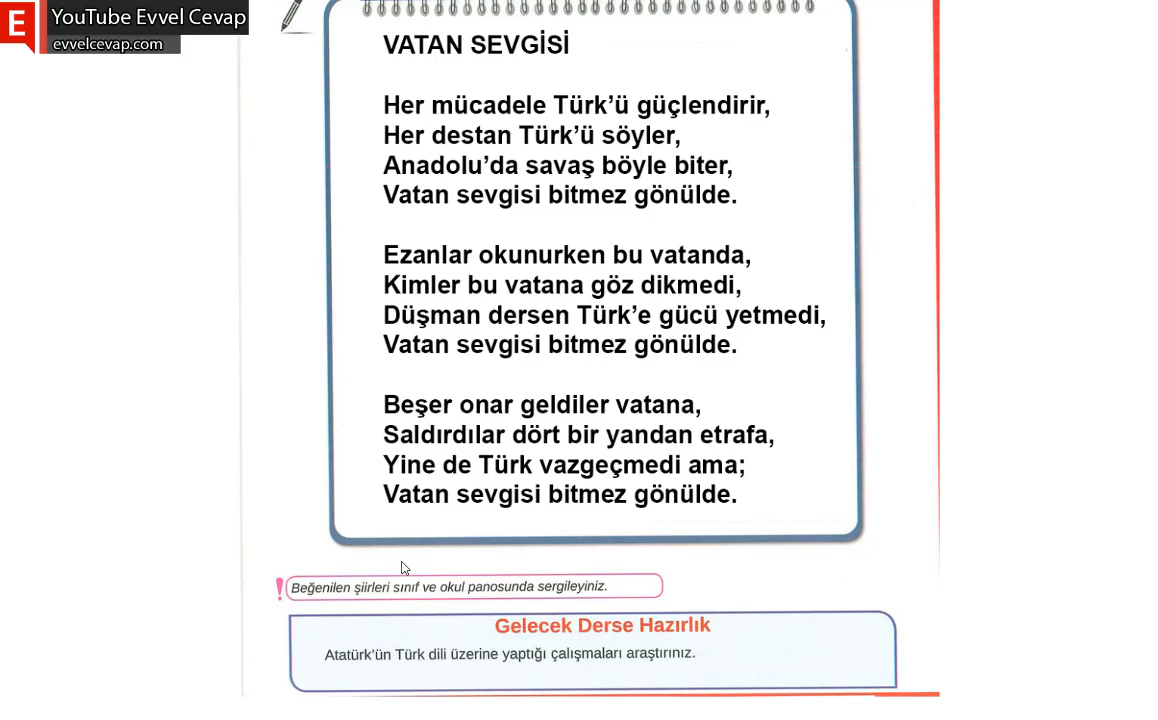 YouTube Evvel Cevap
evvelcevap.com
VATAN SEVGİSİ
Her mücadele Türk’ü güçlendirir,
Her destan Türk’ü söyler,
Anadolu’da savaş böyle biter,
Vatan sevgisi bitmez gönülde.
Ezanlar okunurken bu vatanda,
Kimler bu vatana göz dikmedi,
Düşman dersen Türk’e gücü yetmedi,
Vatan sevgisi bitmez gönülde.
Beşer onar geldiler vatana,
Saldırdılar dört bir yandan etrafa,
Yine de Türk vazgeçmedi ama;
Vatan sevgisi bitmez gönülde.
Beğenilen şiirleri sınıf ve okul panosunda sergileyiniz.
Gelecek Derse Hazırlık
Atatürk’ün Türk dili üzerine yaptığı çalışmaları araştırınız.